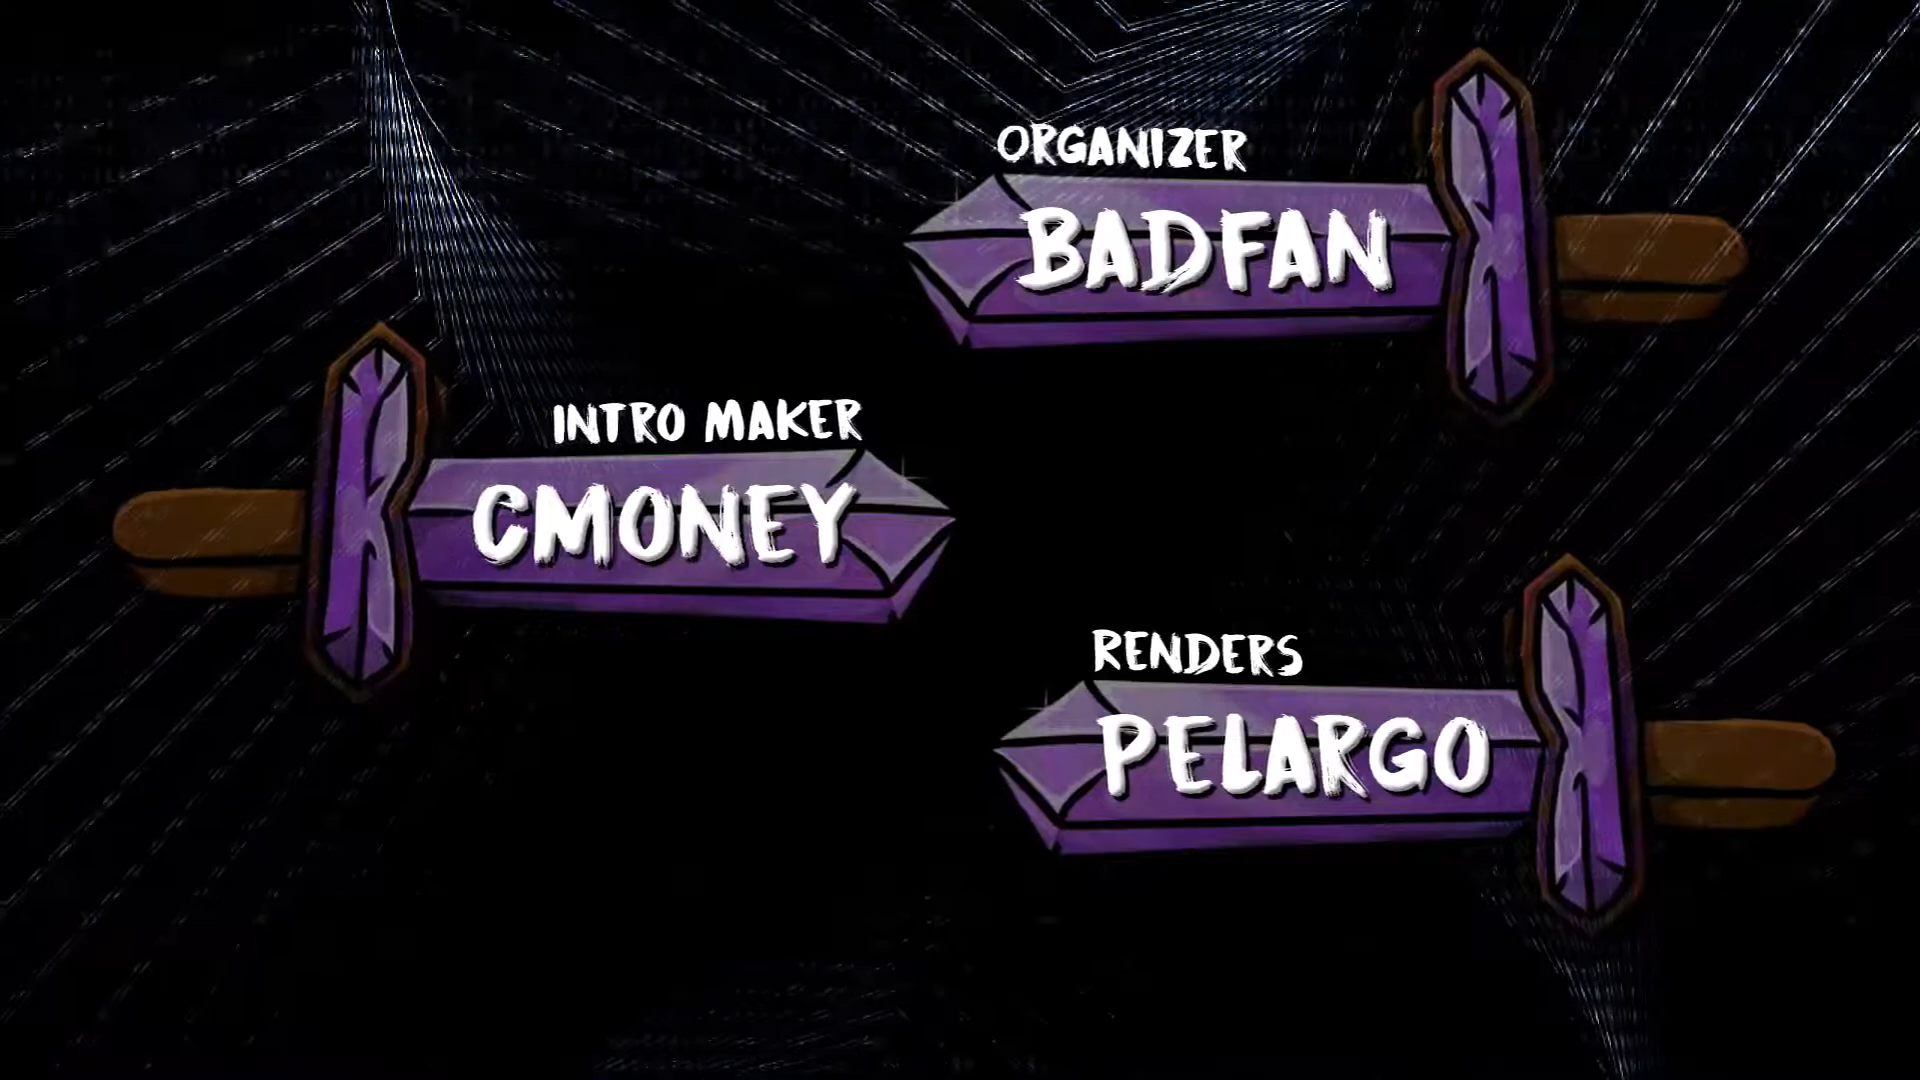 ORGANIZER
BADFAN
INTRO MAKER
CMONEY
RENDERS
PELARGO